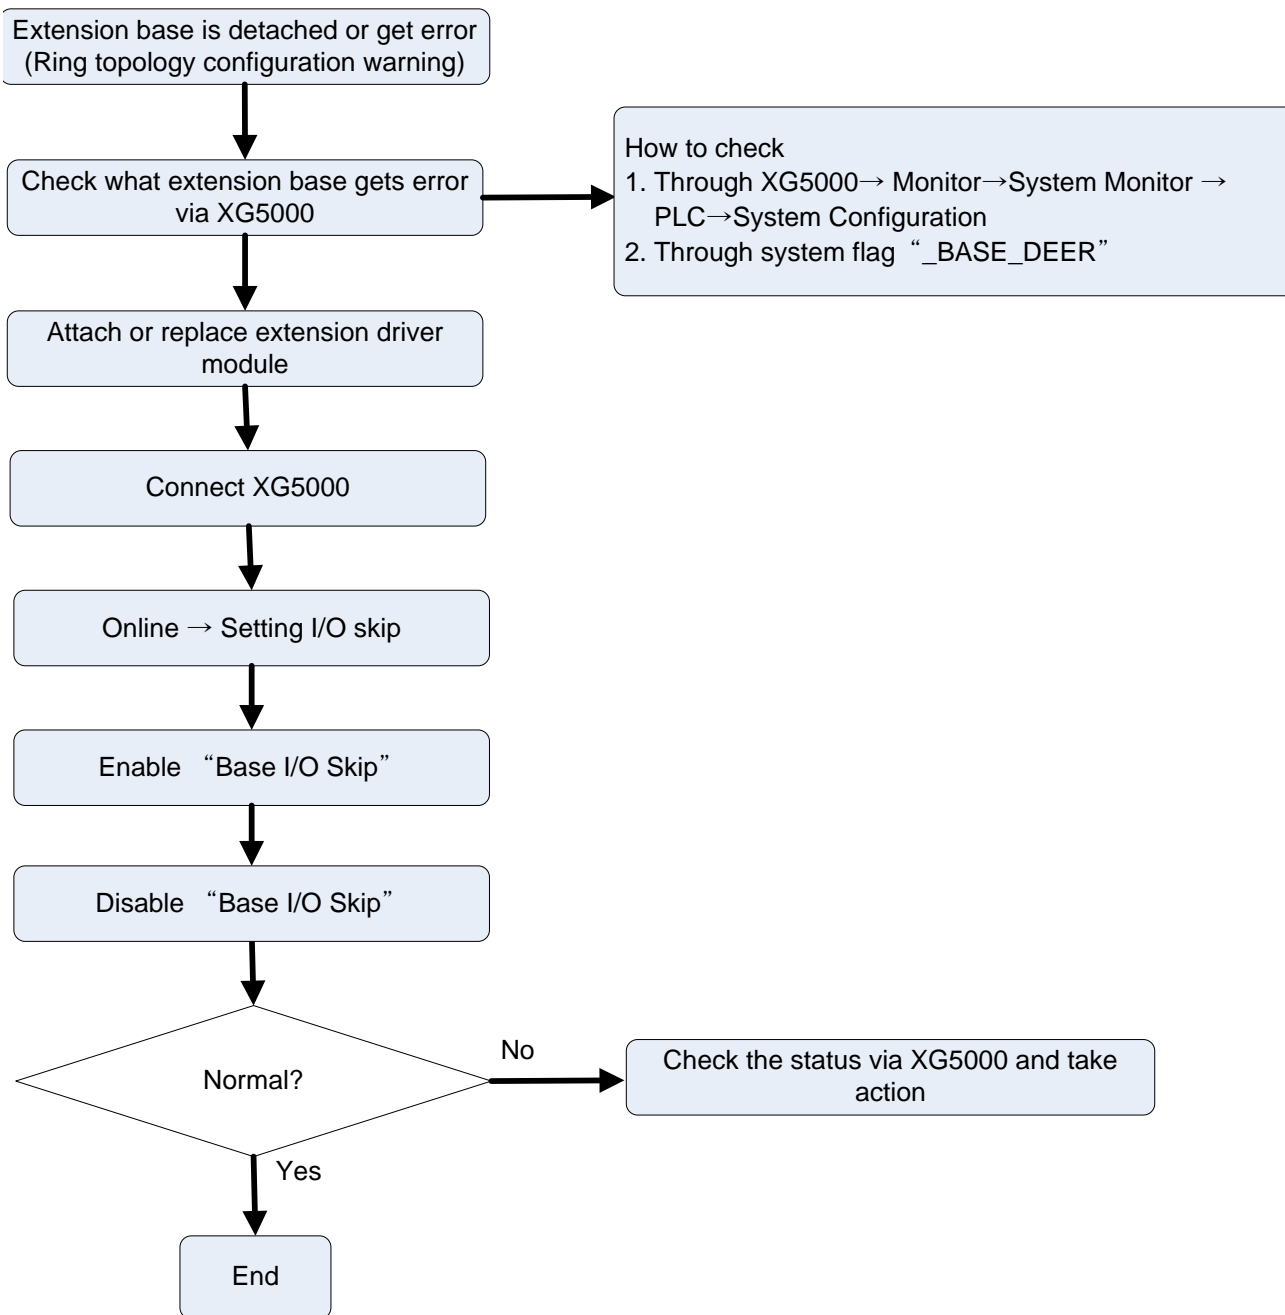 Extension base is detached or get error
(Ring topology configuration warning)
Check what extension base gets error
via XG5000
How to check
1. Through XG5000→ Monitor→System Monitor →
PLC→System Configuration
2. Through system flag “_BASE_DEER”
Attach or replace extension driver
module
Connect XG5000
Online → Setting I/O skip
Enable “Base I/O Skip”
Disable “Base I/O Skip”
Normal?
No
Check the status via XG5000 and take
action
Yes
End